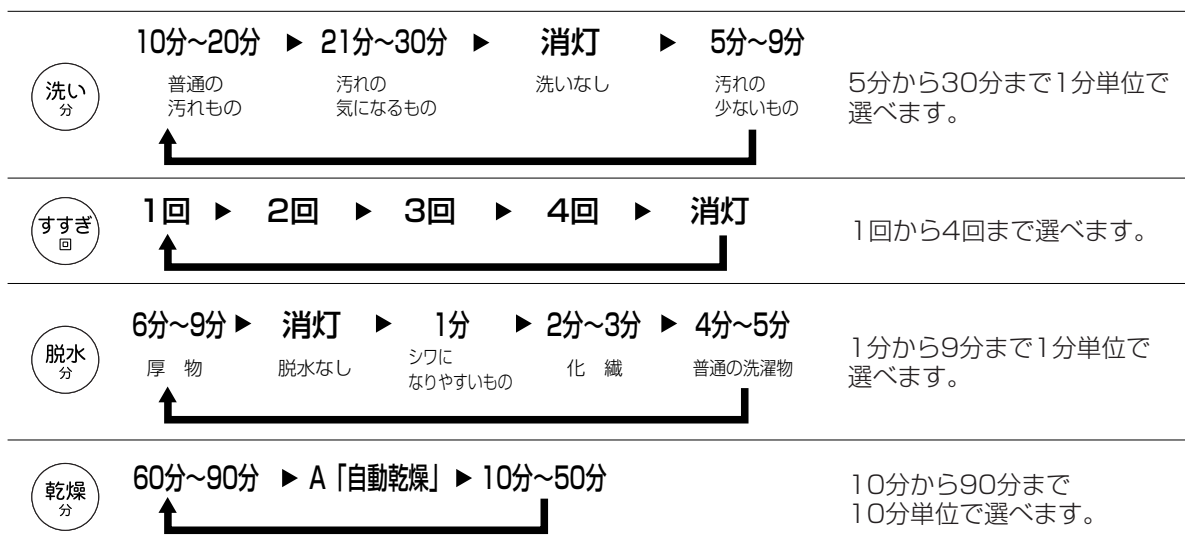 洗い
分
10分~20分 ▶ 21分~30分 ▶ 消灯 ▶ 5分~9分
普通の
汚れもの
汚れの
気になるもの
洗いなし
汚れの
少ないもの
5分から30分まで1分単位で
選べます。
すすぎ
回
1回 ▶ 2回 ▶ 3回 ▶ 4回 ▶ 消灯
1回から4回まで選べます。
脱水
分
6分~9分 ▶ 消灯 ▶ 1分 ▶ 2分~3分 ▶ 4分~5分
厚 物
脱水なし
シワに
なりやすいもの
化 繊
普通の洗濯物
1分から9分まで1分単位で
選べます。
乾燥
分
60分~90分 ▶ A「自動乾燥」 ▶ 10分~50分
10分から90分まで
10分単位で選べます。